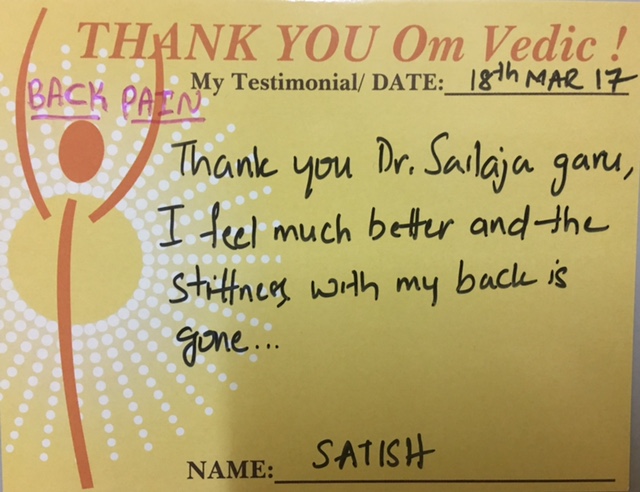 THANK YOU Om Vedic !
My Testimonial/ DATE: 18th MAR 17
BACK PAIN
Thank you Dr. Sailaja garu,
I feel much better and the
stiffness with my back is
gone...
NAME: SATISH